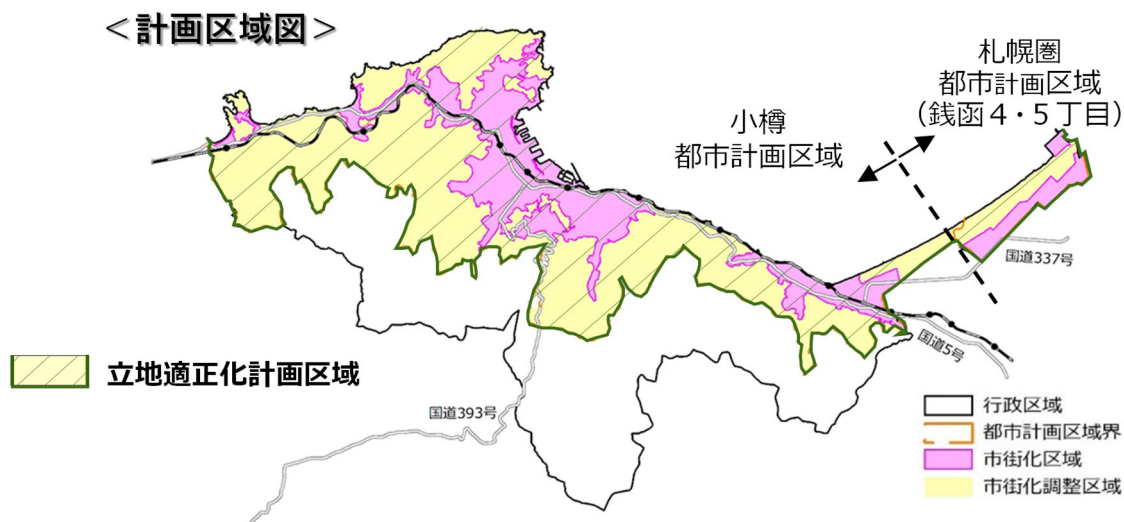 ＜計画区域図＞
札幌圏
都市計画区域
（銭函４・５丁目）
小樽
都市計画区域
国道337号
国道5号
立地適正化計画区域
国道393号
行政区域
都市計画区域界
市街化区域
市街化調整区域